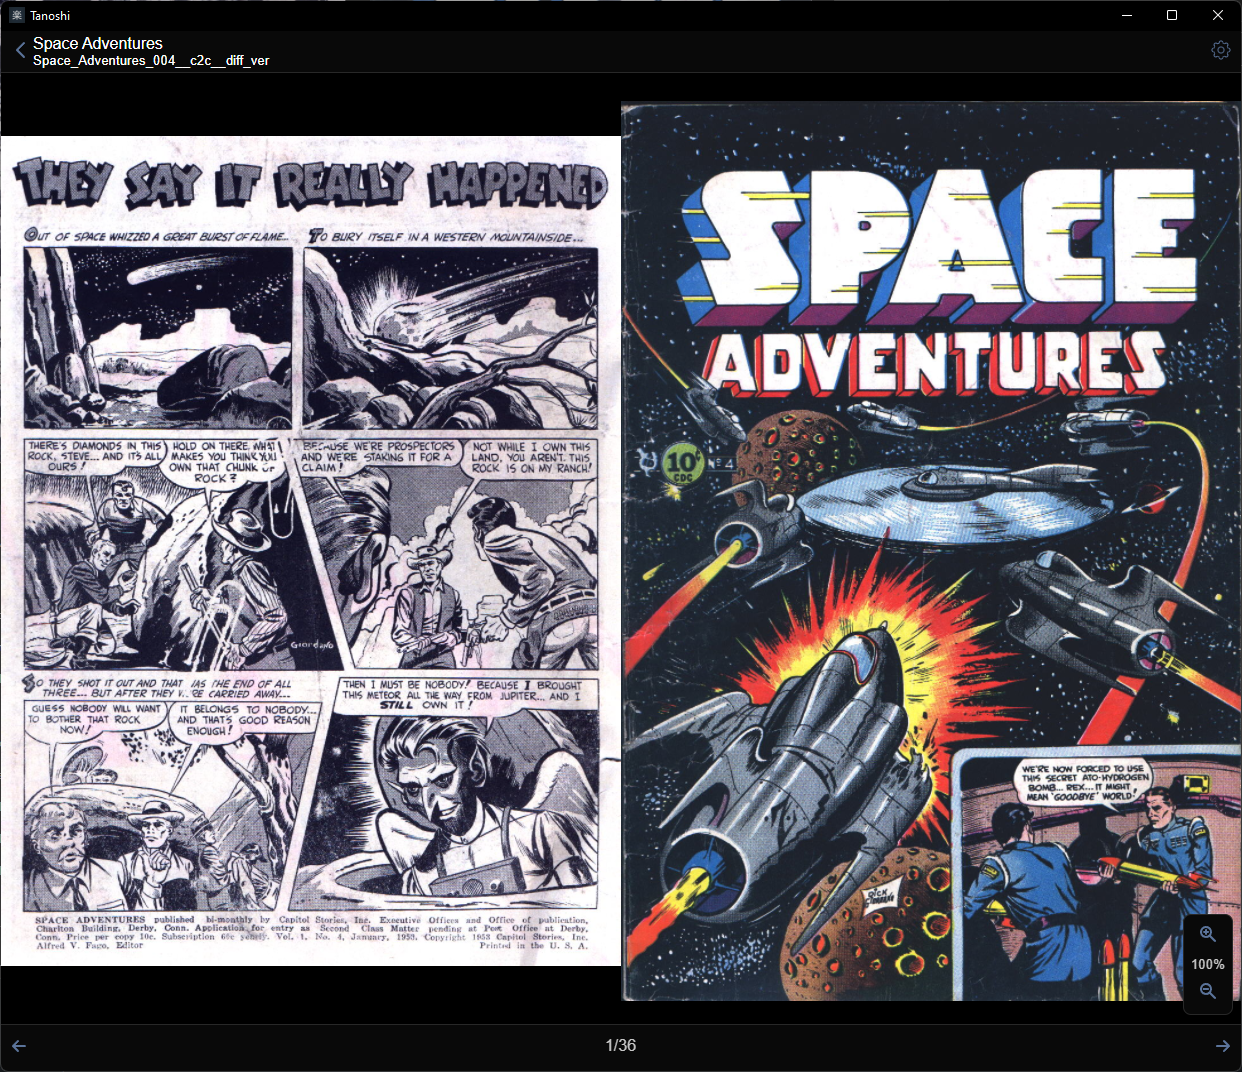 Tanoshi
Space Adventures
Space_Adventures_004__c2c__diff_ver
THEY SAY IT REALLY HAPPENED
OUT OF SPACE WHIZZED A GREAT BURST OF FLAME...
TO BURY ITSELF IN A WESTERN MOUNTAINSIDE...
THERE'S DIAMONDS IN THIS
ROCK, STEVE... AND IT'S ALL
OURS!
HOLD ON THERE. WHAT
MAKES YOU THINK YOU
OWN THAT CHUNK OF
ROCK?
BECAUSE WE'RE PROSPECTORS
AND WE'RE STAKING IT FOR A
CLAIM!
NOT WHILE I OWN THIS
LAND, YOU AREN'T. THIS
ROCK IS ON MY RANCH!
Giordano
SO THEY SHOT IT OUT AND THAT WAS THE END OF ALL
THREE... BUT AFTER THEY WERE CARRIED AWAY...
GUESS NOBODY WILL WANT
TO BOTHER THAT ROCK
NOW!
IT BELONGS TO NOBODY...
AND THAT'S GOOD REASON
ENOUGH!
THEN I MUST BE NOBODY! BECAUSE I BROUGHT
THIS METEOR ALL THE WAY FROM JUPITER... AND I
STILL OWN IT!
SPACE ADVENTURES published bi-monthly by Capitol Stories, Inc. Executive Offices and Office of publication,
Charlton Building, Derby, Conn. Application for entry as Second Class Matter pending at Post Office at Derby,
Conn. Price per copy 10c. Subscription 60c yearly. Vol. 1, No. 4, January, 1953. Copyright 1953 Capitol Stories, Inc.
Alfred V. Fago, Editor Printed in the U. S. A.
SPACE
ADVENTURES
10¢
CDC
Nº 4
WE'RE NOW FORCED TO USE
THIS SECRET ATO-HYDROGEN
BOMB... REX... IT MIGHT
MEAN 'GOODBYE' WORLD!
DICK
GIORDANO
100%
1/36